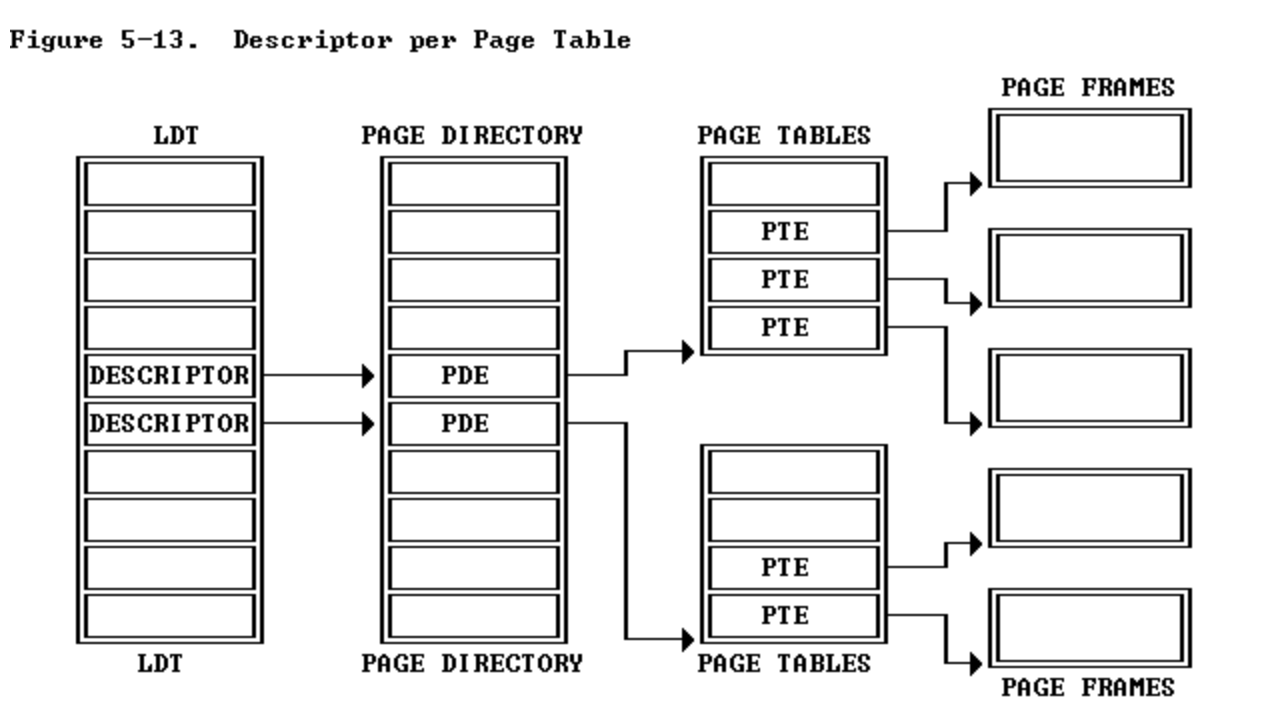 Figure 5-13.  Descriptor per Page Table
PAGE FRAMES
LDT
PAGE DIRECTORY
PAGE TABLES
PTE
PTE
PTE
DESCRIPTOR
PDE
DESCRIPTOR
PDE
PTE
PTE
LDT
PAGE DIRECTORY
PAGE TABLES
PAGE FRAMES